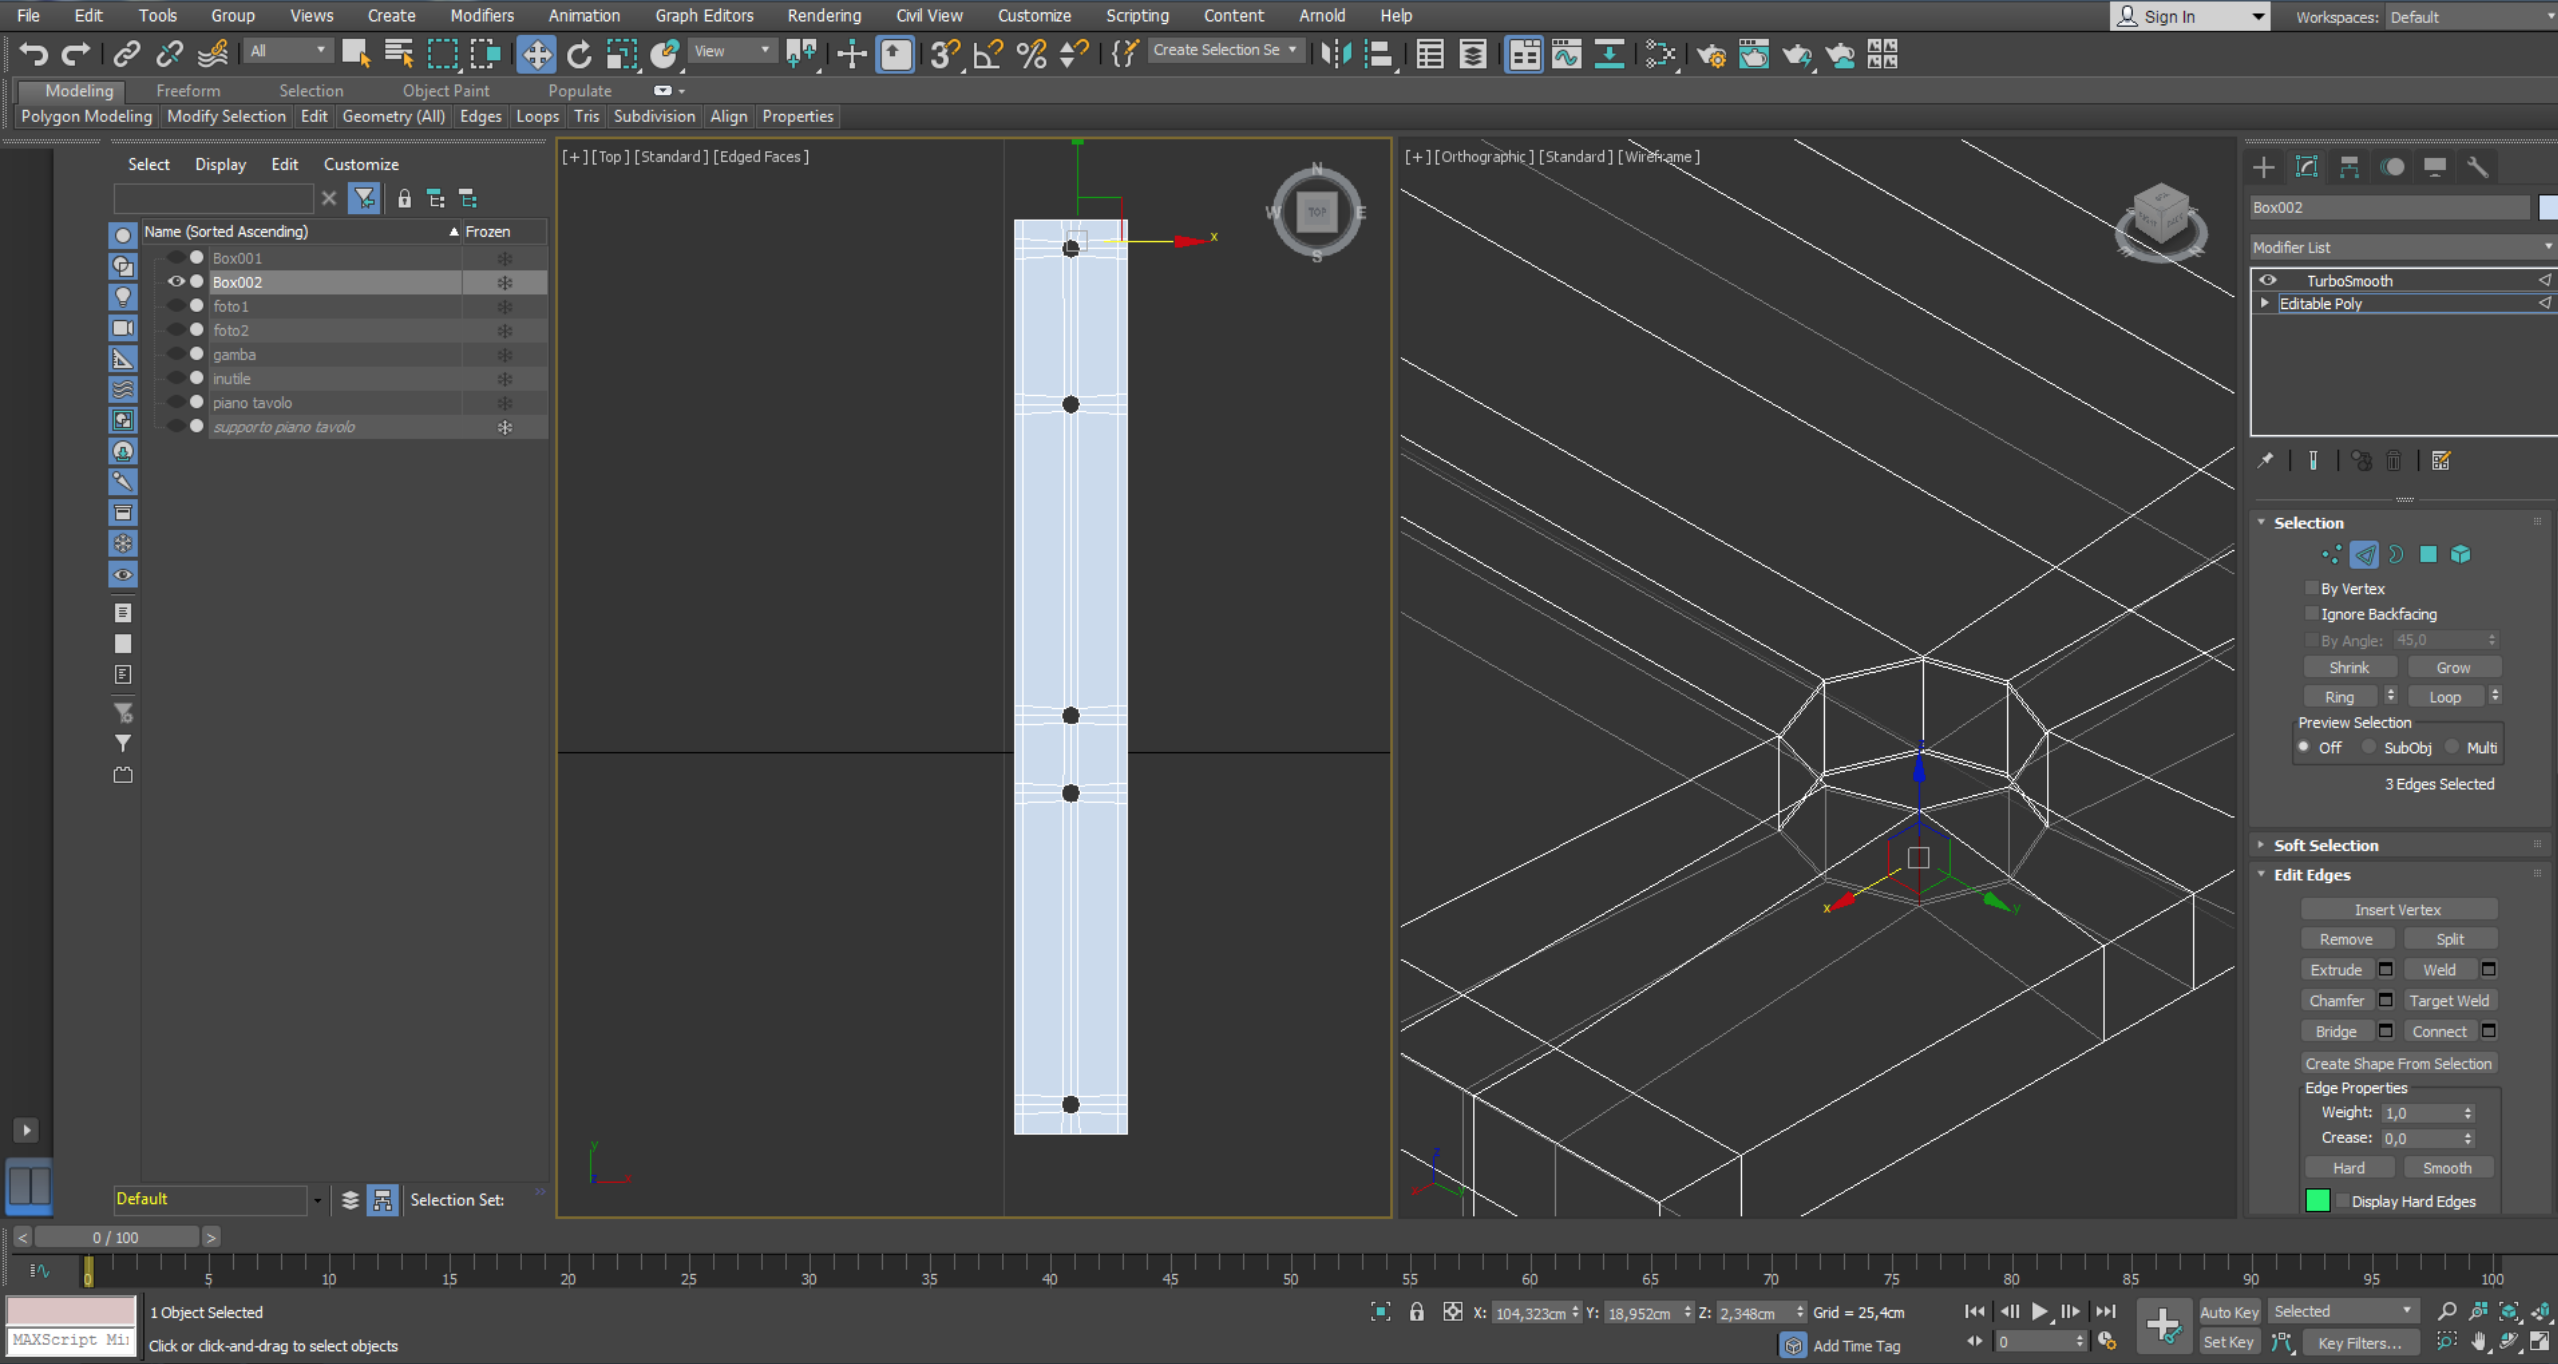 File Edit Tools Group Views Create Modifiers Animation Graph Editors Rendering Civil View Customize Scripting Content Arnold Help
Sign In Workspaces: Default
All View 3 Create Selection Se
Modeling Freeform Selection Object Paint Populate
Polygon Modeling Modify Selection Edit Geometry (All) Edges Loops Tris Subdivision Align Properties
Select Display Edit Customize
Name (Sorted Ascending) Frozen
Box001
Box002
foto1
foto2
gamba
inutile
piano tavolo
supporto piano tavolo
Default Selection Set:
[+] [Top ] [Standard ] [Edged Faces ]
N
W TOP E
S
x
y
x
[+] [Orthographic ] [Standard ] [Wireframe ]
z
x y
z
x y
Box002
Modifier List
TurboSmooth
Editable Poly
Selection
By Vertex
Ignore Backfacing
By Angle: 45,0
Shrink Grow
Ring Loop
Preview Selection
Off SubObj Multi
3 Edges Selected
Soft Selection
Edit Edges
Insert Vertex
Remove Split
Extrude Weld
Chamfer Target Weld
Bridge Connect
Create Shape From Selection
Edge Properties
Weight: 1,0
Crease: 0,0
Hard Smooth
Display Hard Edges
< 0 / 100 >
0 5 10 15 20 25 30 35 40 45 50 55 60 65 70 75 80 85 90 95 100
1 Object Selected X: 104,323cm Y: 18,952cm Z: 2,348cm Grid = 25,4cm Auto Key Selected
MAXScript Mi Click or click-and-drag to select objects Add Time Tag 0 Set Key Key Filters...